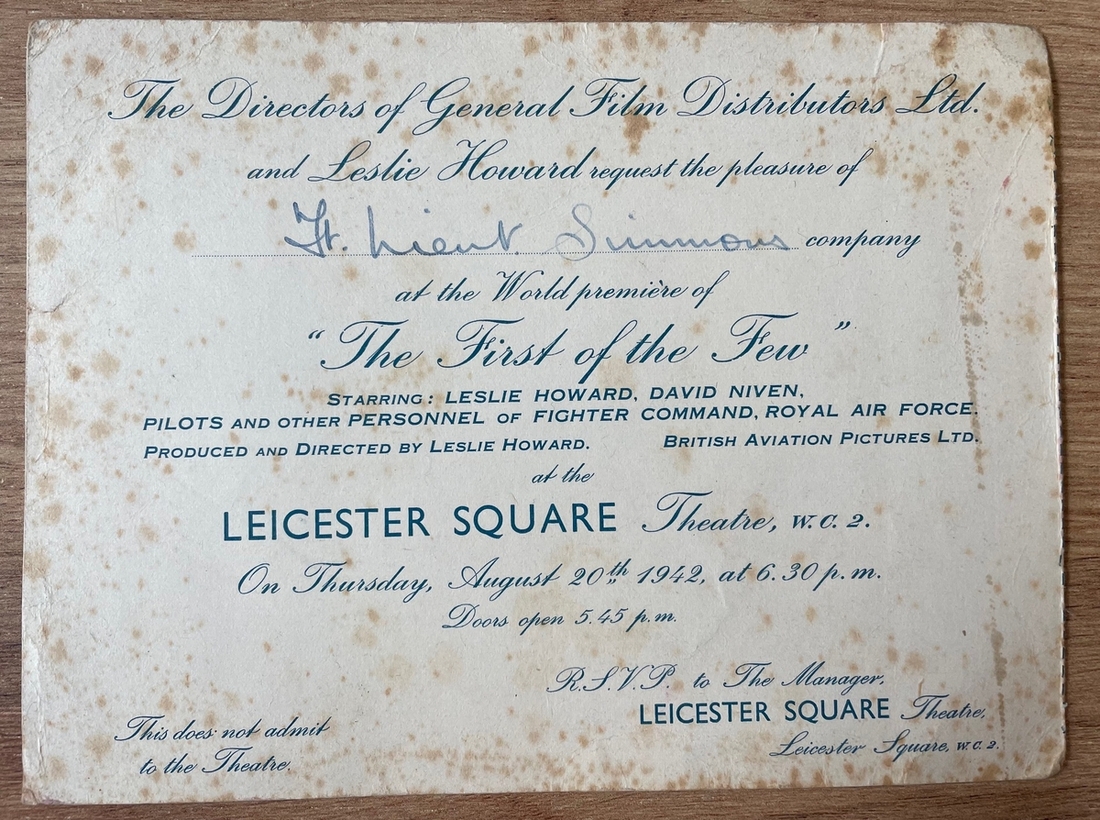 The Directors of General Film Distributors Ltd.
and Leslie Howard request the pleasure of
Ft. Lieut. Simmons company
at the World première of
"The First of the Few"
STARRING: LESLIE HOWARD, DAVID NIVEN,
PILOTS AND OTHER PERSONNEL OF FIGHTER COMMAND, ROYAL AIR FORCE.
PRODUCED AND DIRECTED BY LESLIE HOWARD. BRITISH AVIATION PICTURES LTD.
at the
LEICESTER SQUARE Theatre, W.C. 2.
On Thursday, August 20th 1942, at 6.30 p.m.
Doors open 5.45 p.m.
R.S.V.P. to The Manager,
LEICESTER SQUARE Theatre,
Leicester Square, W.C. 2.
This does not admit
to the Theatre.